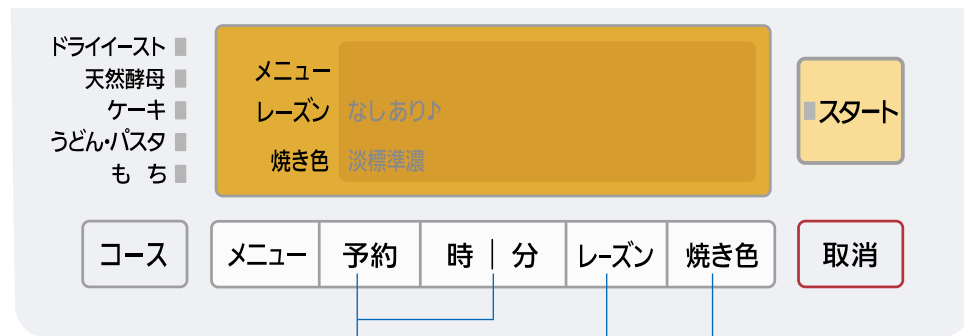 ドライイースト
天然酵母
ケーキ
うどん・パスタ
もち
メニュー
レーズン なしあり♪
焼き色 淡標準濃
スタート
コース
メニュー
予約
時 | 分
レーズン
焼き色
取消